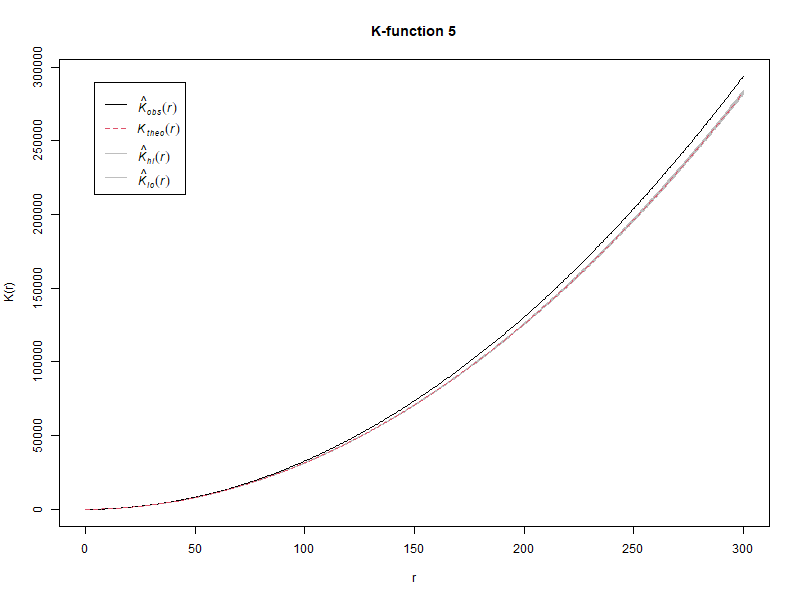 K-function 5
K̂obs(r)
Ktheo(r)
K̂hi(r)
K̂lo(r)
K(r)
300000
250000
200000
150000
100000
50000
0
0 50 100 150 200 250 300
r